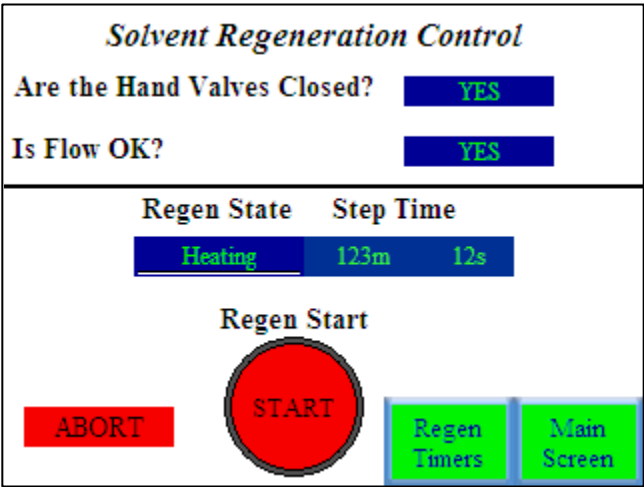 Solvent Regeneration Control
Are the Hand Valves Closed? YES
Is Flow OK? YES
Regen State Step Time
Heating 123m 12s
Regen Start
START
ABORT
Regen
Timers
Main
Screen